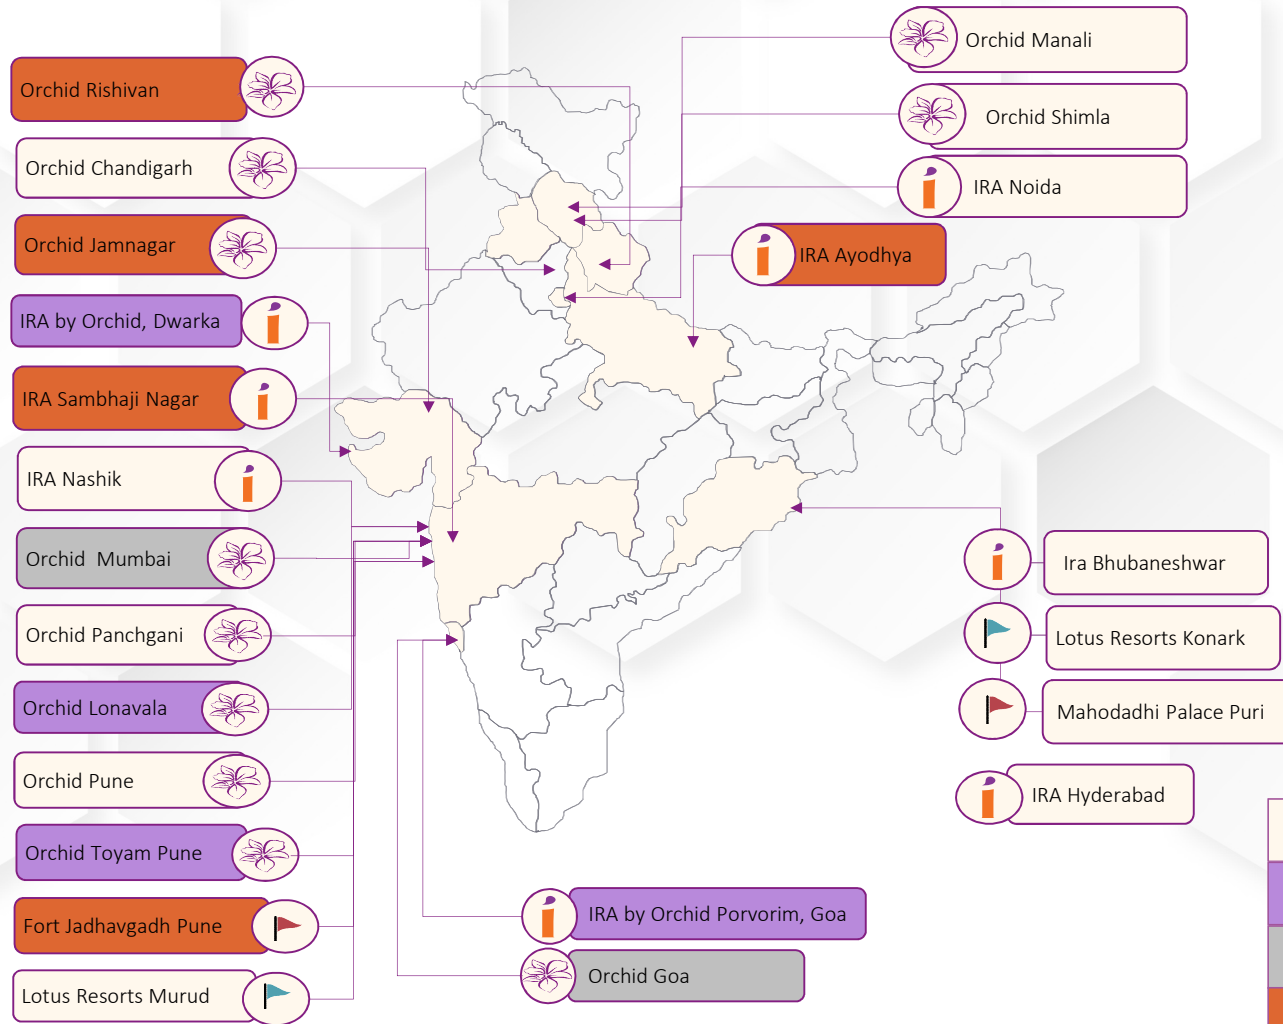 Orchid Rishivan
Orchid Chandigarh
Orchid Jamnagar
IRA by Orchid, Dwarka
IRA Sambhaji Nagar
IRA Nashik
Orchid Mumbai
Orchid Panchgani
Orchid Lonavala
Orchid Pune
Orchid Toyam Pune
Fort Jadhavgadh Pune
Lotus Resorts Murud
Orchid Manali
Orchid Shimla
IRA Noida
IRA Ayodhya
Ira Bhubaneshwar
Lotus Resorts Konark
Mahodadhi Palace Puri
IRA Hyderabad
IRA by Orchid Porvorim, Goa
Orchid Goa